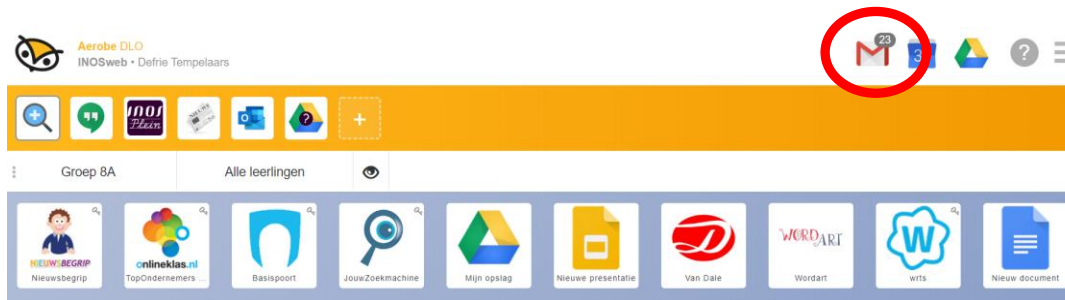 Aerobe DLO
INOSweb • Defrie Tempelaars
23
3
?
INOS
Plein
NIEUWS
?
+
Groep 8A
Alle leerlingen
NIEUWSBEGRIP
Nieuwsbegrip
onlineklas.nl
TopOndernemers ...
Basispoort
JouwZoekmachine
Mijn opslag
Nieuwe presentatie
Van Dale
WORDART
Wordart
W
wrts
Nieuw document